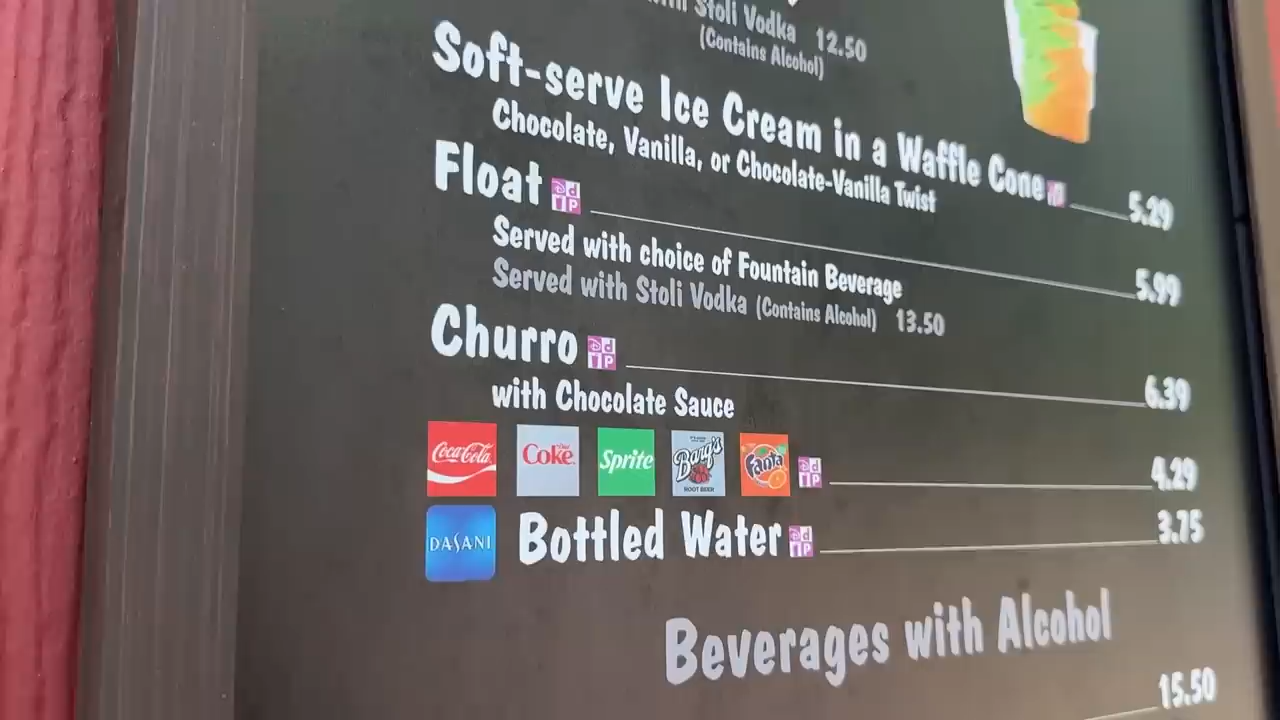 Stoli Vodka 12.50
(Contains Alcohol)
Soft-serve Ice Cream in a Waffle Cone 5.29
Chocolate, Vanilla, or Chocolate-Vanilla Twist
Float 5.99
Served with choice of Fountain Beverage
Served with Stoli Vodka (Contains Alcohol) 13.50
Churro 6.39
with Chocolate Sauce
Coca-Cola Diet Coke Sprite Barq's ROOT BEER Fanta 4.29
DASANI Bottled Water 3.75
Beverages with Alcohol
15.50